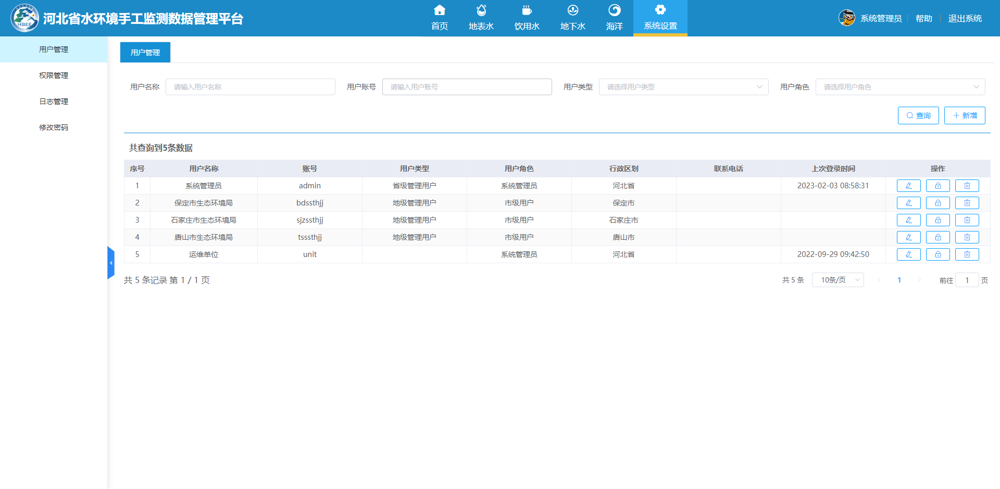 HBEE
河北省水环境手工监测数据管理平台
首页 地表水 饮用水 地下水 海洋 系统设置
系统管理员 帮助 退出系统
用户管理
权限管理
日志管理
修改密码
用户管理
用户名称 请输入用户名称 用户账号 请输入用户账号 用户类型 请选择用户类型 用户角色 请选择用户角色
查询 新增
共查询到5条数据
序号 用户名称 账号 用户类型 用户角色 行政区划 联系电话 上次登录时间 操作
1 系统管理员 admin 省级管理用户 系统管理员 河北省 2023-02-03 08:58:31
2 保定市生态环境局 bdssthjj 地级管理用户 市级用户 保定市
3 石家庄市生态环境局 sjzssthjj 地级管理用户 市级用户 石家庄市
4 唐山市生态环境局 tsssthjj 地级管理用户 市级用户 唐山市
5 运维单位 unit 系统管理员 河北省 2022-09-29 09:42:50
共 5 条记录 第 1 / 1 页
共 5 条 10条/页 1 前往 1 页